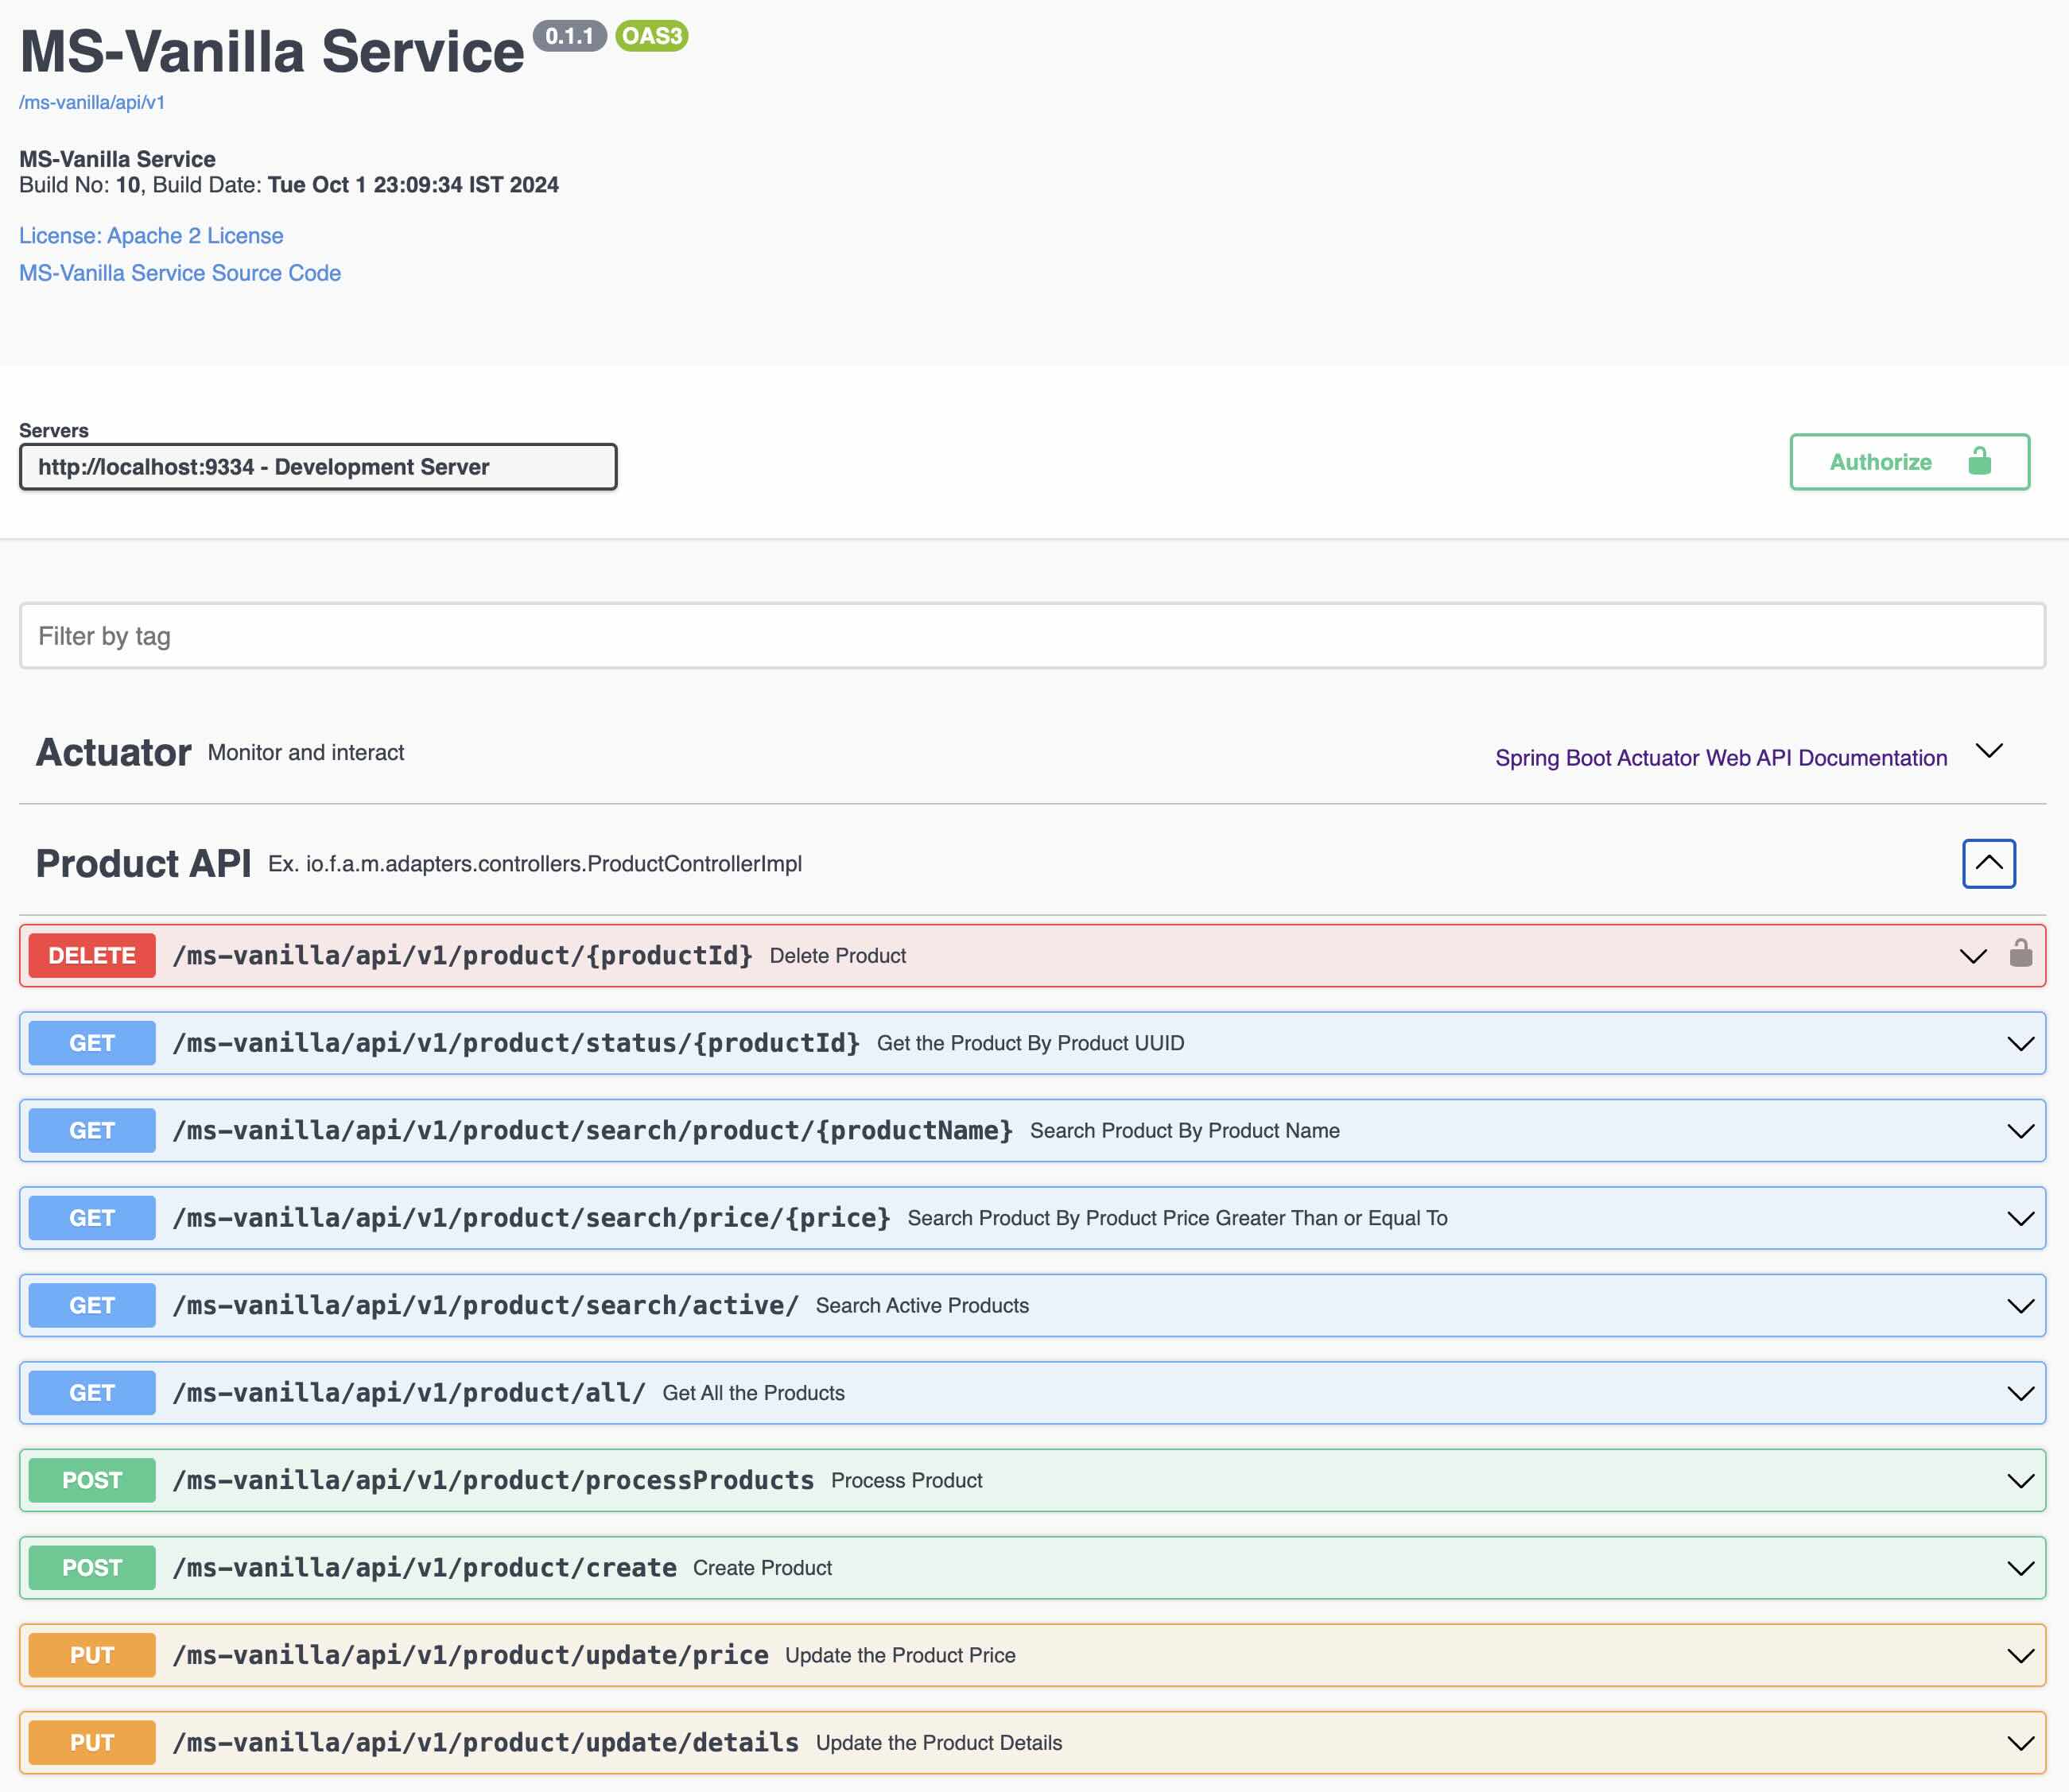 MS-Vanilla Service 0.1.1 OAS3
/ms-vanilla/api/v1
MS-Vanilla Service
Build No: 10, Build Date: Tue Oct 1 23:09:34 IST 2024
License: Apache 2 License
MS-Vanilla Service Source Code
Servers
http://localhost:9334 - Development Server
Authorize
Filter by tag
Actuator Monitor and interact Spring Boot Actuator Web API Documentation
Product API Ex. io.f.a.m.adapters.controllers.ProductControllerImpl
DELETE /ms-vanilla/api/v1/product/{productId} Delete Product
GET /ms-vanilla/api/v1/product/status/{productId} Get the Product By Product UUID
GET /ms-vanilla/api/v1/product/search/product/{productName} Search Product By Product Name
GET /ms-vanilla/api/v1/product/search/price/{price} Search Product By Product Price Greater Than or Equal To
GET /ms-vanilla/api/v1/product/search/active/ Search Active Products
GET /ms-vanilla/api/v1/product/all/ Get All the Products
POST /ms-vanilla/api/v1/product/processProducts Process Product
POST /ms-vanilla/api/v1/product/create Create Product
PUT /ms-vanilla/api/v1/product/update/price Update the Product Price
PUT /ms-vanilla/api/v1/product/update/details Update the Product Details